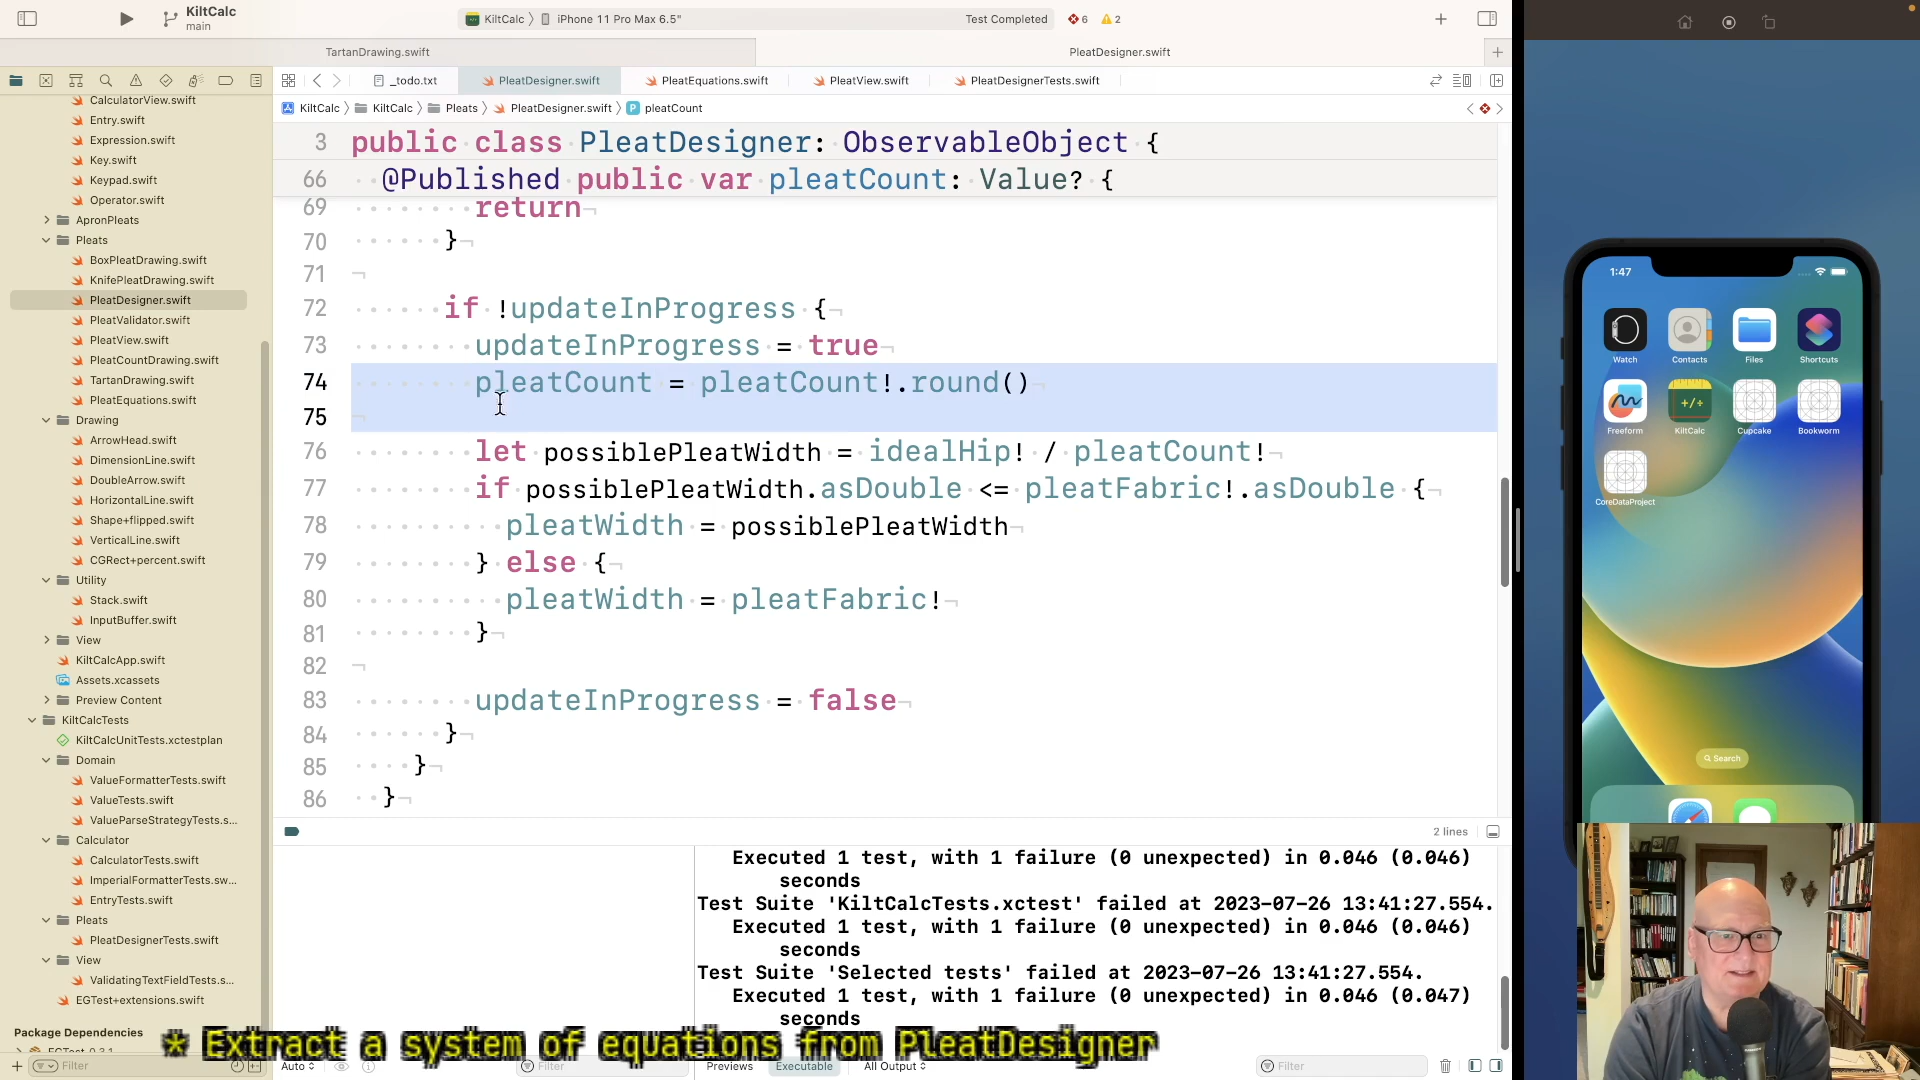 KiltCalc
main
KiltCalc
iPhone 11 Pro Max 6.5"
Test Completed
6
2
TartanDrawing.swift
PleatDesigner.swift
_todo.txt
PleatDesigner.swift
PleatEquations.swift
PleatView.swift
PleatDesignerTests.swift
KiltCalc
KiltCalc
Pleats
PleatDesigner.swift
pleatCount
CalculatorView.swift
Entry.swift
Expression.swift
Key.swift
Keypad.swift
Operator.swift
ApronPleats
Pleats
BoxPleatDrawing.swift
KnifePleatDrawing.swift
PleatDesigner.swift
PleatValidator.swift
PleatView.swift
PleatCountDrawing.swift
TartanDrawing.swift
PleatEquations.swift
Drawing
ArrowHead.swift
DimensionLine.swift
DoubleArrow.swift
HorizontalLine.swift
Shape+flipped.swift
VerticalLine.swift
CGRect+percent.swift
Utility
Stack.swift
InputBuffer.swift
View
KiltCalcApp.swift
Assets.xcassets
Preview Content
KiltCalcTests
KiltCalcUnitTests.xctestplan
Domain
ValueFormatterTests.swift
ValueTests.swift
ValueParseStrategyTests.s...
Calculator
CalculatorTests.swift
ImperialFormatterTests.sw...
EntryTests.swift
Pleats
PleatDesignerTests.swift
View
ValidatingTextFieldTests.s...
EGTest+extensions.swift
Package Dependencies
EGTest 0.3.1
Filter
3 public class PleatDesigner: ObservableObject {
66 @Published public var pleatCount: Value? {
69 return
70 }
71
72 if !updateInProgress {
73 updateInProgress = true
74 pleatCount = pleatCount!.round()
75
76 let possiblePleatWidth = idealHip! / pleatCount!
77 if possiblePleatWidth.asDouble <= pleatFabric!.asDouble {
78 pleatWidth = possiblePleatWidth
79 } else {
80 pleatWidth = pleatFabric!
81 }
82
83 updateInProgress = false
84 }
85 }
86 }
2 lines
Executed 1 test, with 1 failure (0 unexpected) in 0.046 (0.046)
seconds
Test Suite 'KiltCalcTests.xctest' failed at 2023-07-26 13:41:27.554.
Executed 1 test, with 1 failure (0 unexpected) in 0.046 (0.046)
seconds
Test Suite 'Selected tests' failed at 2023-07-26 13:41:27.554.
Executed 1 test, with 1 failure (0 unexpected) in 0.046 (0.047)
seconds
* Extract a system of equations from PleatDesigner
Auto
Filter
Previews
Executable
All Output
Filter
1:47
Watch
Contacts
Files
Shortcuts
Freeform
+/÷
KiltCalc
Cupcake
Bookworm
CoreDataProject
Search